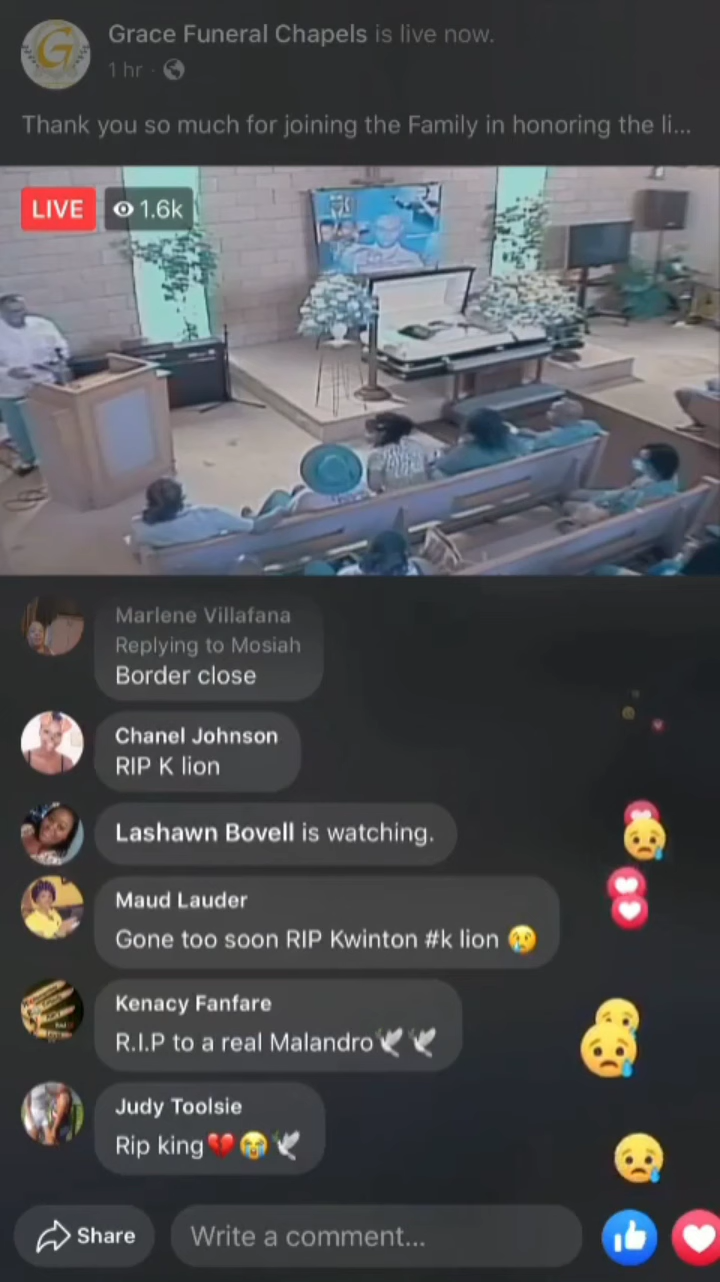 Grace Funeral Chapels is live now.
1 hr ·
Thank you so much for joining the Family in honoring the li...
LIVE 1.6k
Marlene Villafana
Replying to Mosiah
Border close
Chanel Johnson
RIP K lion
Lashawn Bovell is watching.
Maud Lauder
Gone too soon RIP Kwinton #k lion 😢
Kenacy Fanfare
R.I.P to a real Malandro🕊️🕊️
Judy Toolsie
Rip king💔😭🕊️
Share
Write a comment...